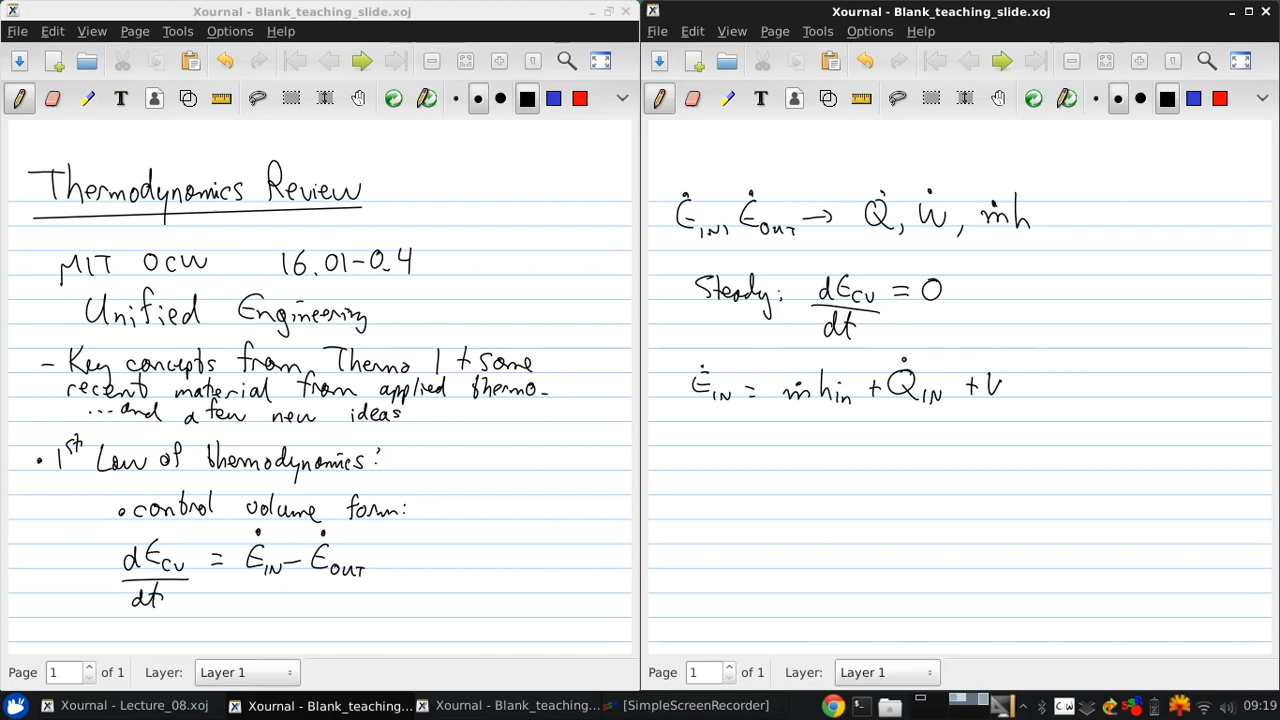 Xournal - Blank_teaching_slide.xoj
File Edit View Page Tools Options Help
Page 1 of 1 Layer: Layer 1
Thermodynamics Review
MIT OCW 16.01-0.4
Unified Engineering
- Key concepts from Thermo 1 + some
recent material from applied thermo.
...and a few new ideas
• 1st Law of thermodynamics:
• control volume form:
dE_CV/dt = Ė_IN - Ė_OUT
Xournal - Blank_teaching_slide.xoj
File Edit View Page Tools Options Help
Page 1 of 1 Layer: Layer 1
Ė_IN, Ė_OUT → Q̇, Ẇ, ṁh
Steady: dE_CV/dt = 0
Ė_IN = ṁ h_in + Q̇_IN +
Xournal - Lecture_08.xoj Xournal - Blank_teaching... Xournal - Blank_teaching... [SimpleScreenRecorder] 09:19